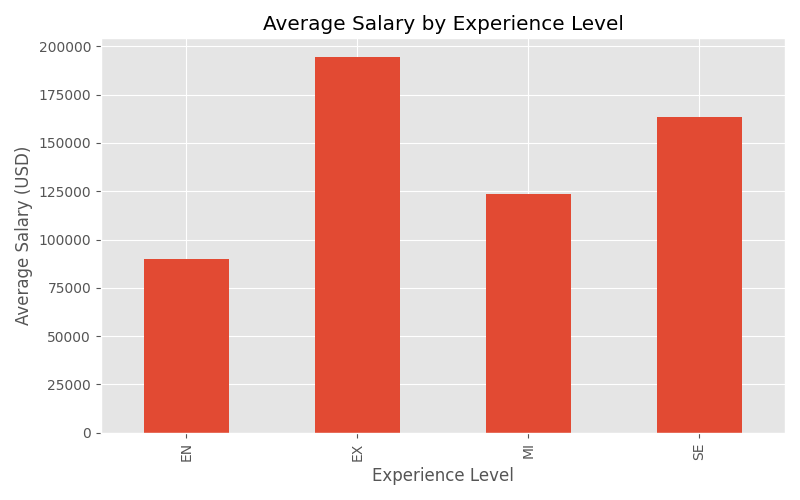 Average Salary by Experience Level
Average Salary (USD)
200000
175000
150000
125000
100000
75000
50000
25000
0
EN
EX
MI
SE
Experience Level